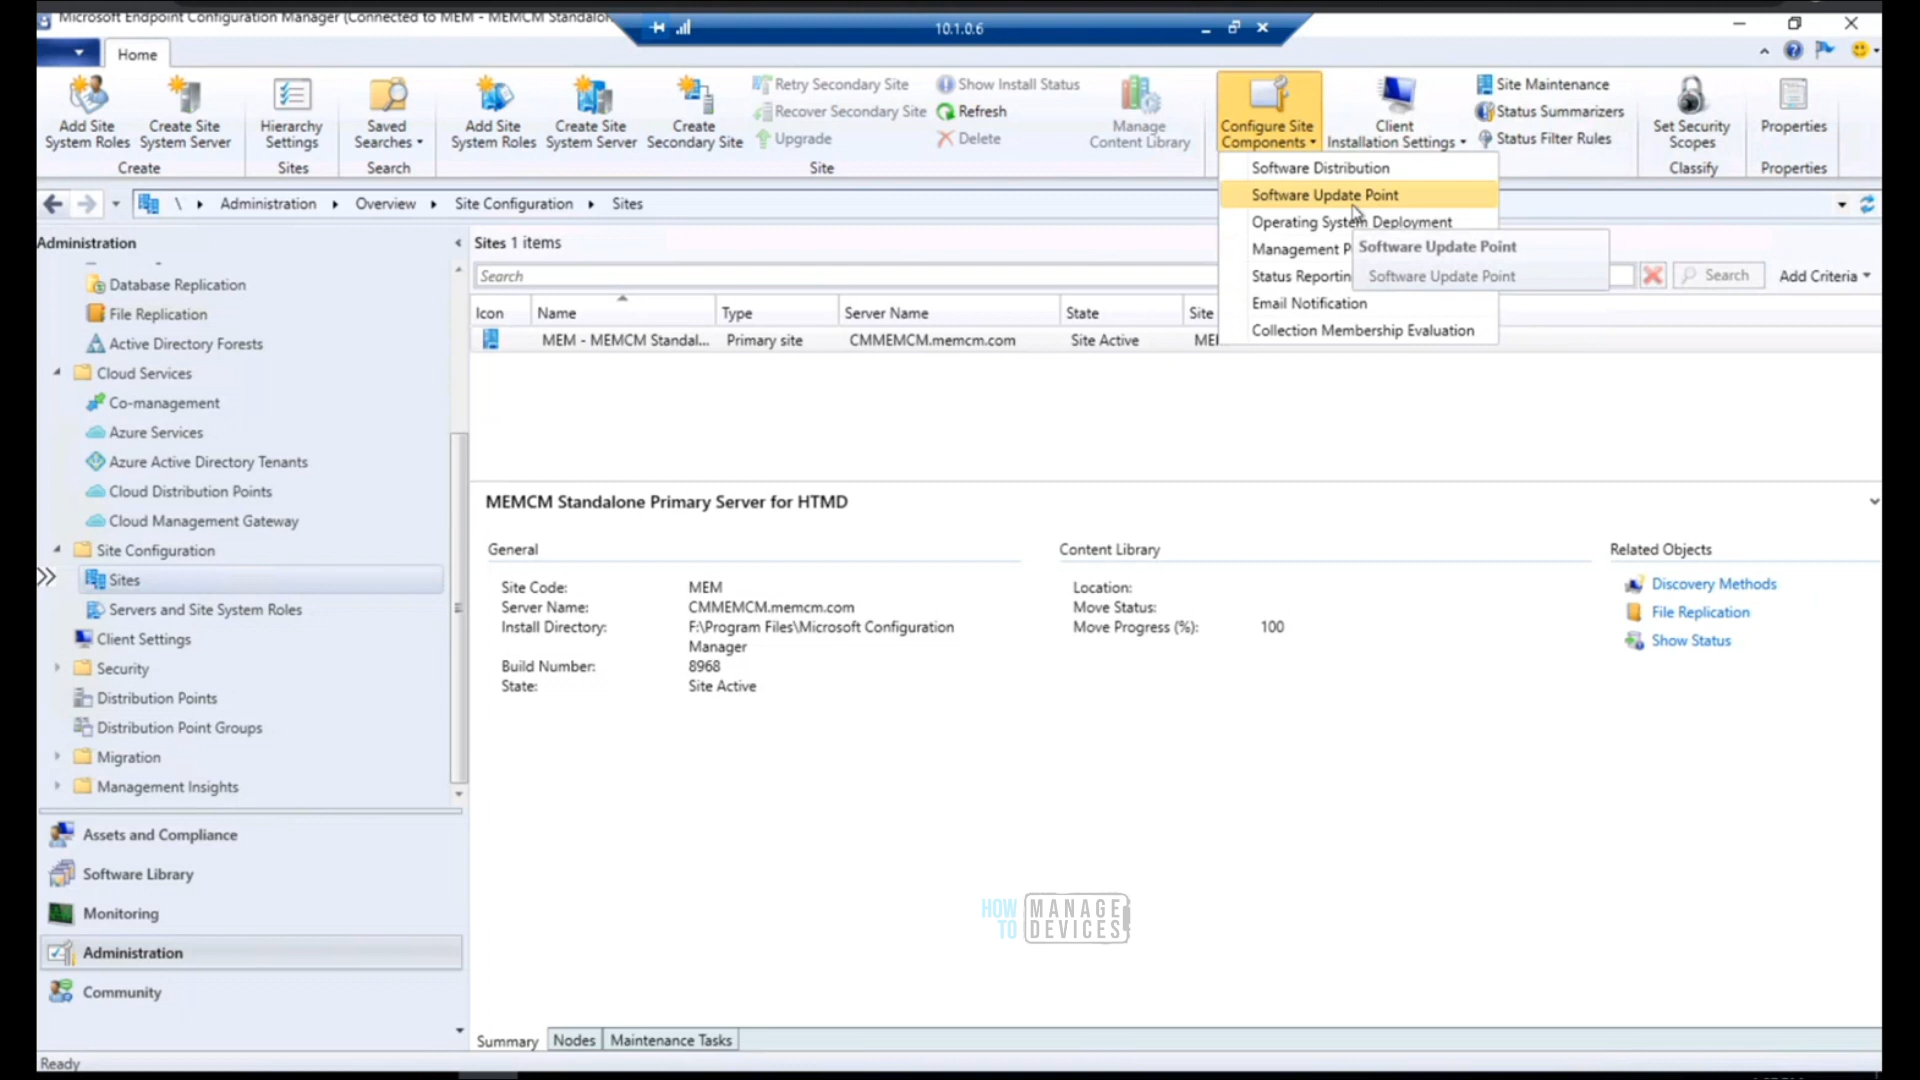 Microsoft Endpoint Configuration Manager (Connected to MEM - MEMCM Standalon
10.1.0.6
Home
Add Site System Roles
Create Site System Server
Hierarchy Settings
Saved Searches
Add Site System Roles
Create Site System Server
Create Secondary Site
Retry Secondary Site
Recover Secondary Site
Upgrade
Show Install Status
Refresh
Delete
Manage Content Library
Configure Site Components
Client Installation Settings
Site Maintenance
Status Summarizers
Status Filter Rules
Set Security Scopes
Properties
Create
Sites
Search
Site
Classify
Properties
Software Distribution
Software Update Point
Operating System Deployment
Management P
Status Reportin
Email Notification
Collection Membership Evaluation
Software Update Point
Software Update Point
\ Administration Overview Site Configuration Sites
Administration
Database Replication
File Replication
Active Directory Forests
Cloud Services
Co-management
Azure Services
Azure Active Directory Tenants
Cloud Distribution Points
Cloud Management Gateway
Site Configuration
Sites
Servers and Site System Roles
Client Settings
Security
Distribution Points
Distribution Point Groups
Migration
Management Insights
Assets and Compliance
Software Library
Monitoring
Administration
Community
Sites 1 items
Search
Search
Add Criteria
Icon Name Type Server Name State Site
MEM - MEMCM Standal... Primary site CMMEMCM.memcm.com Site Active MEI
MEMCM Standalone Primary Server for HTMD
General
Site Code: MEM
Server Name: CMMEMCM.memcm.com
Install Directory: F:\Program Files\Microsoft Configuration
Manager
Build Number: 8968
State: Site Active
Content Library
Location:
Move Status:
Move Progress (%): 100
Related Objects
Discovery Methods
File Replication
Show Status
HOW TO MANAGE DEVICES
Summary Nodes Maintenance Tasks
Ready